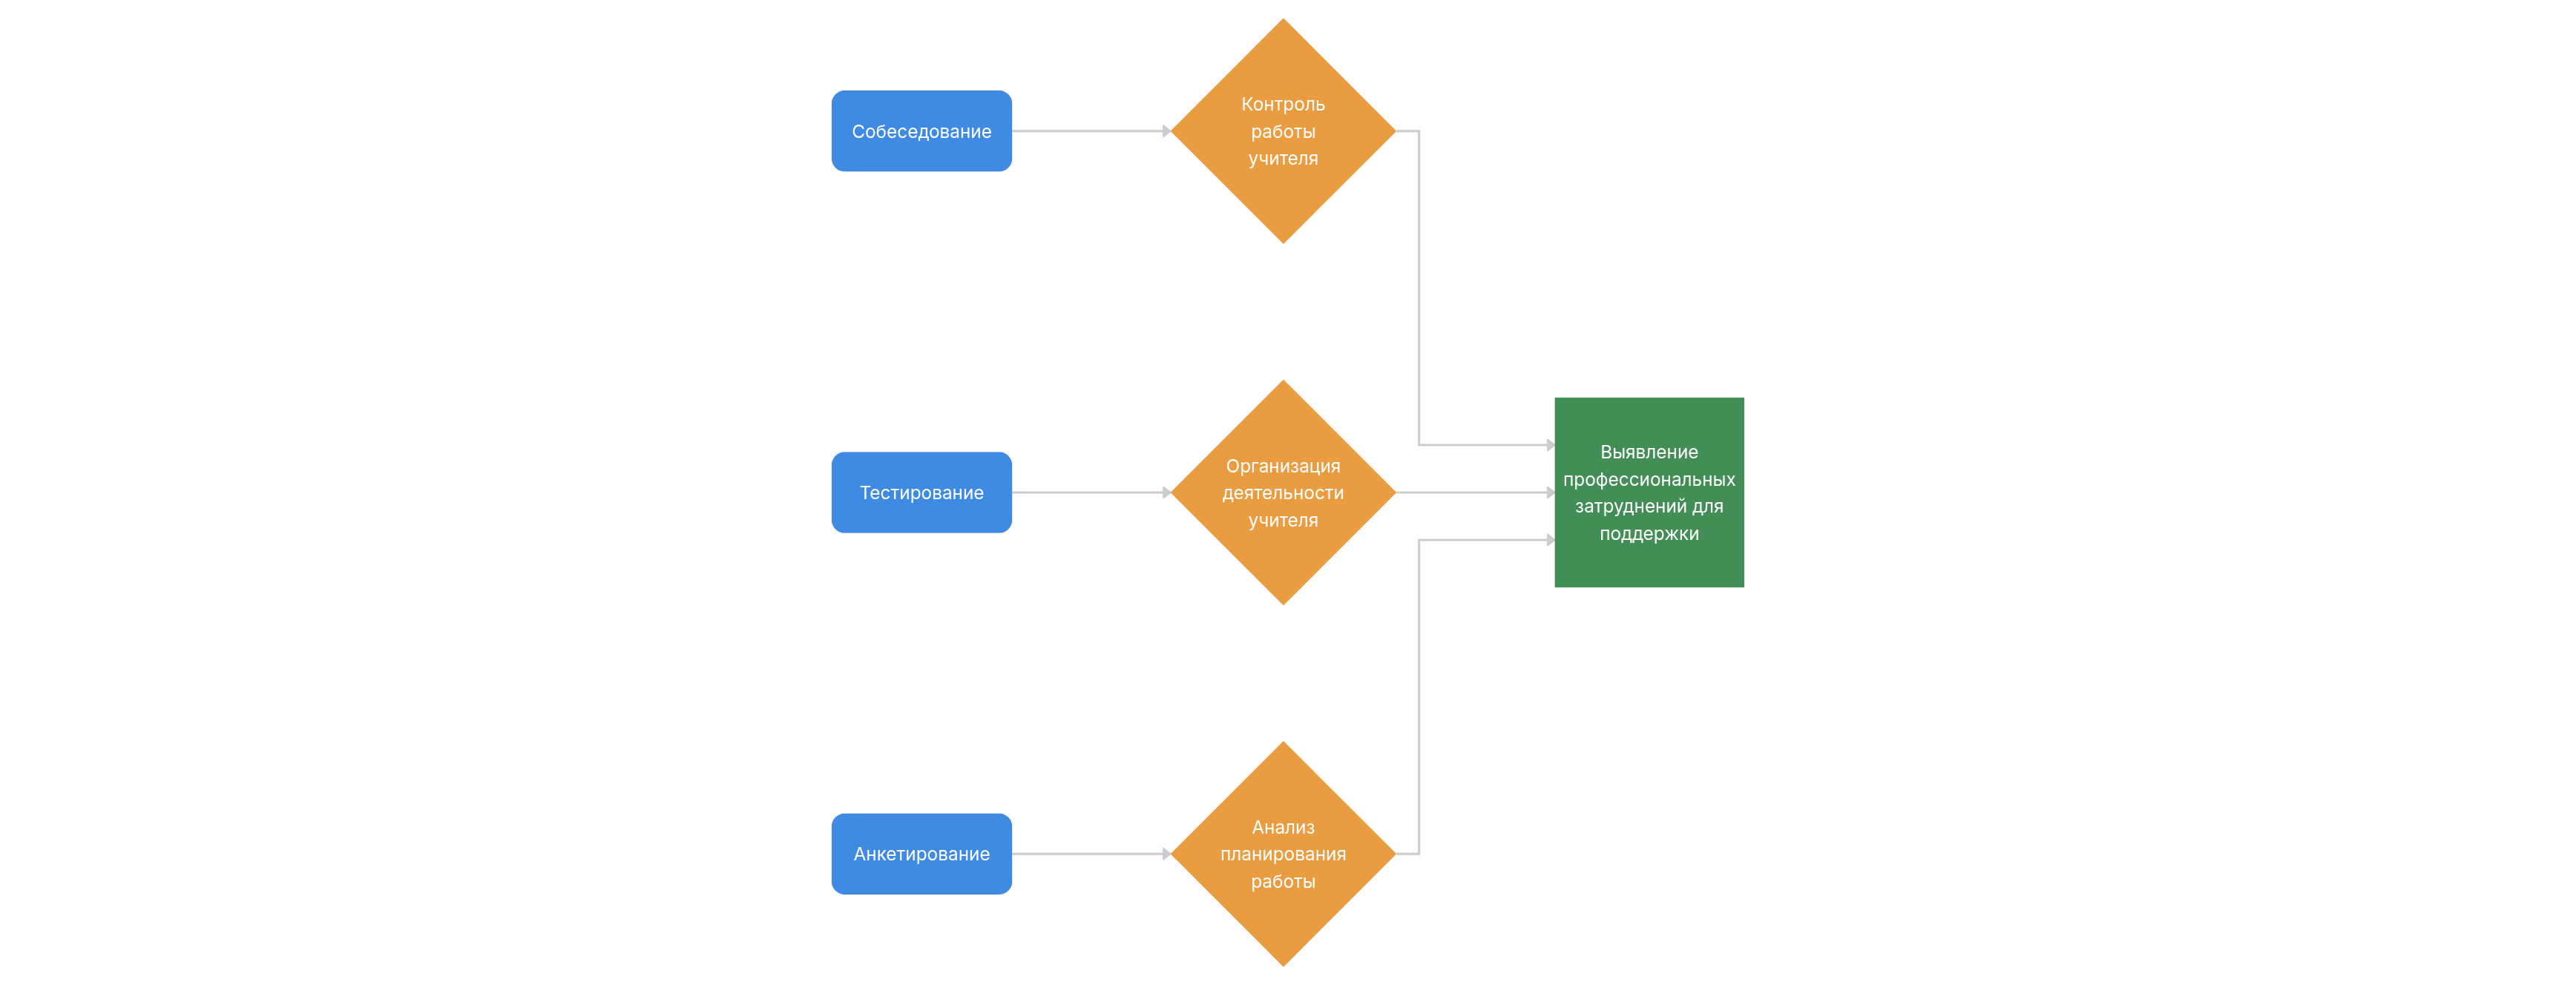 Собеседование
Контроль
работы
учителя
Тестирование
Организация
деятельности
учителя
Выявление
профессиональных
затруднений для
поддержки
Анкетирование
Анализ
планирования
работы